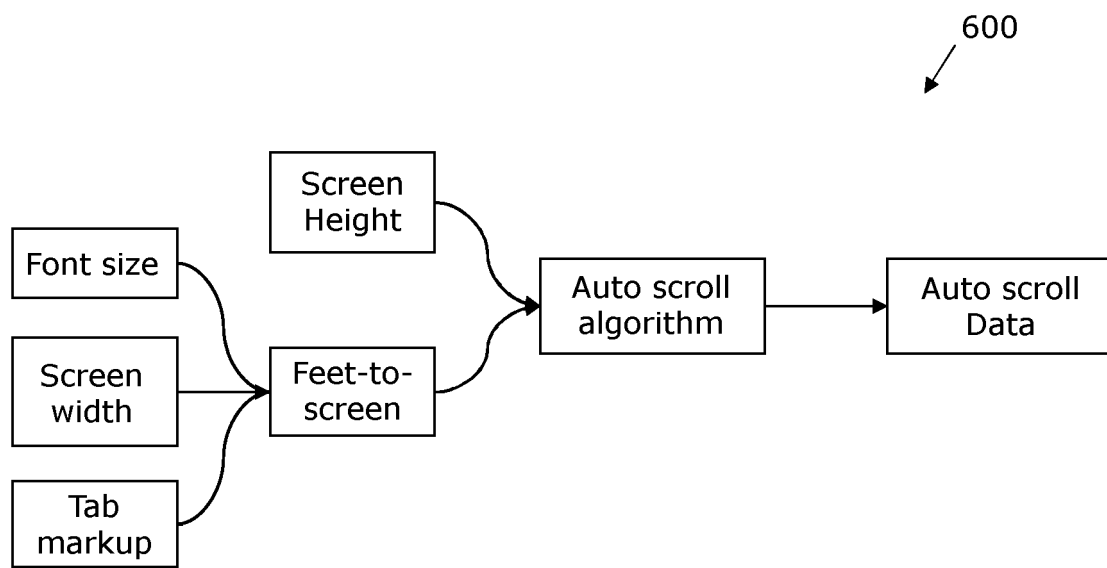 600
Screen
Height
Font size
Auto scroll
algorithm
Auto scroll
Data
Screen
width
Feet-to-
screen
Tab
markup